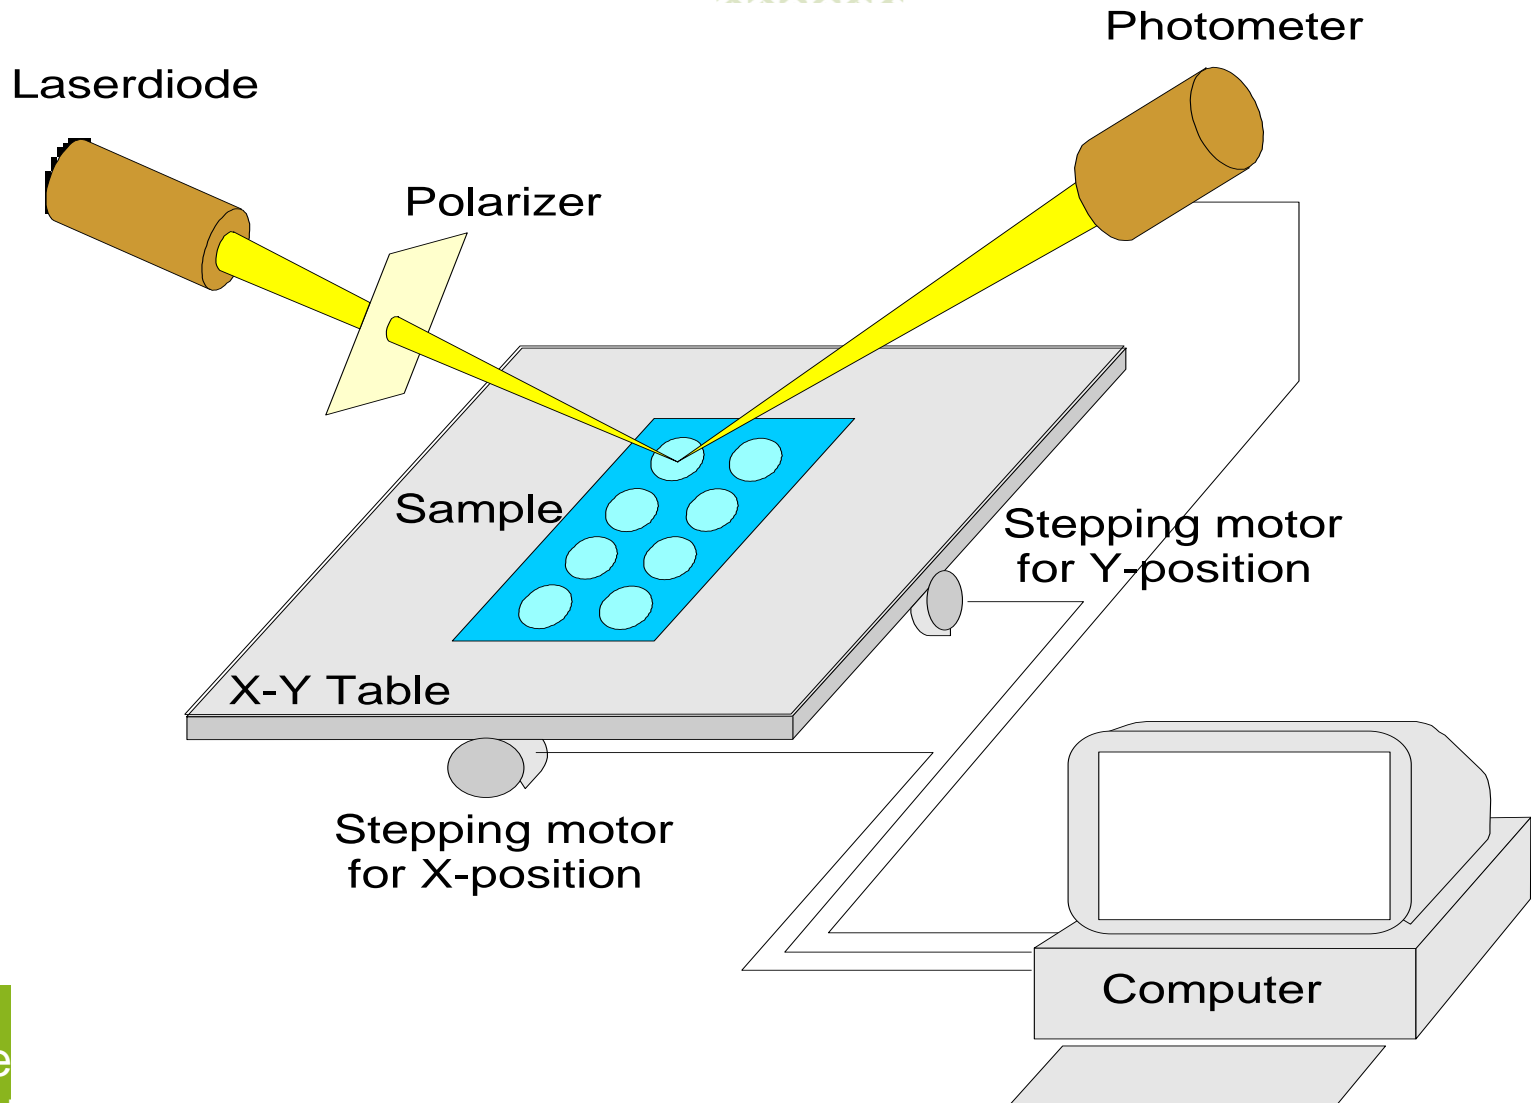 Photometer
Laserdiode
Polarizer
Sample
Stepping motor
for Y-position
X-Y Table
Stepping motor
for X-position
Computer
e